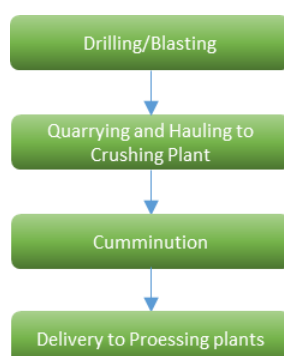 Drilling/Blasting
Quarrying and Hauling to
Crushing Plant
Cumminution
Delivery to Proessing plants